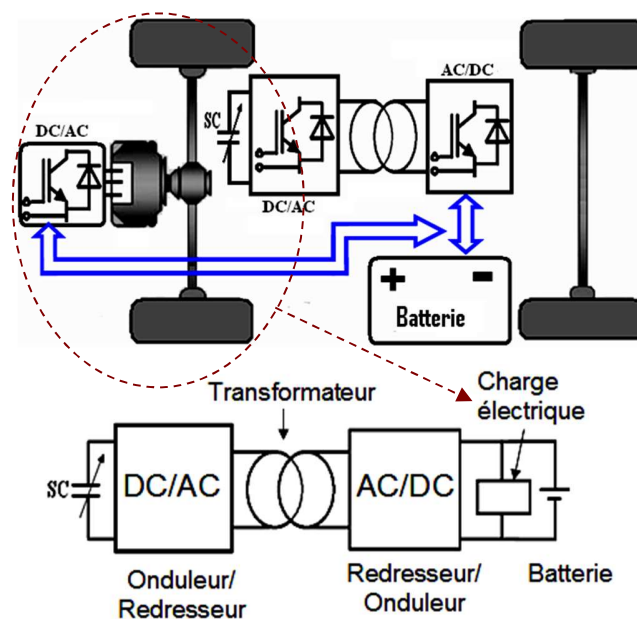 AC/DC
SC
DC/AC
DC/AC
+ -
Batterie
Transformateur
Charge
électrique
SC
DC/AC
AC/DC
Onduleur/
Redresseur
Redresseur/
Onduleur
Batterie